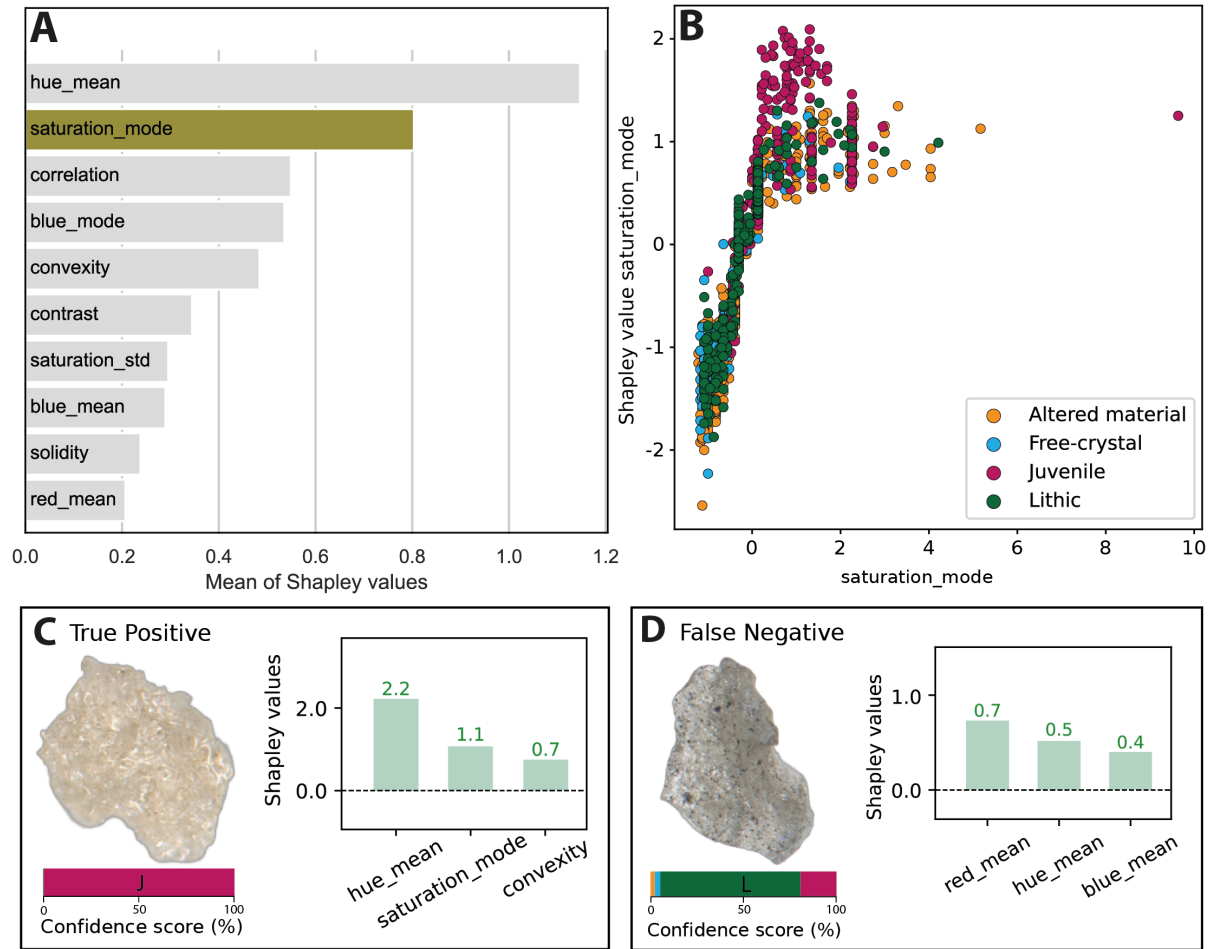 A
hue_mean
saturation_mode
correlation
blue_mode
convexity
contrast
saturation_std
blue_mean
solidity
red_mean
0.0 0.2 0.4 0.6 0.8 1.0 1.2
Mean of Shapley values
B
Shapley value saturation_mode
2
1
0
-1
-2
Altered material
Free-crystal
Juvenile
Lithic
0 2 4 6 8 10
saturation_mode
C True Positive
Shapley values
2.0
0.0
2.2
1.1
0.7
hue_mean
saturation_mode
convexity
J
0 50 100
Confidence score (%)
D False Negative
Shapley values
1.0
0.0
0.7
0.5
0.4
red_mean
hue_mean
blue_mean
L
0 50 100
Confidence score (%)